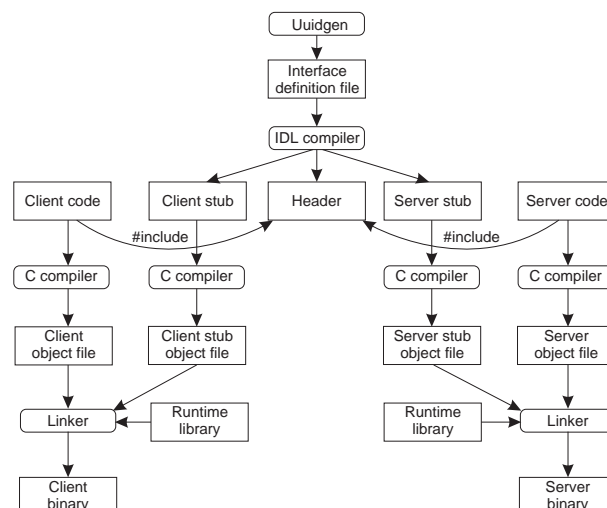 Uuidgen
Interface
definition file
IDL compiler
Client code
Client stub
Header
Server stub
Server code
#include
#include
C compiler
C compiler
C compiler
C compiler
Client
object file
Client stub
object file
Server stub
object file
Server
object file
Linker
Runtime
library
Runtime
library
Linker
Client
binary
Server
binary